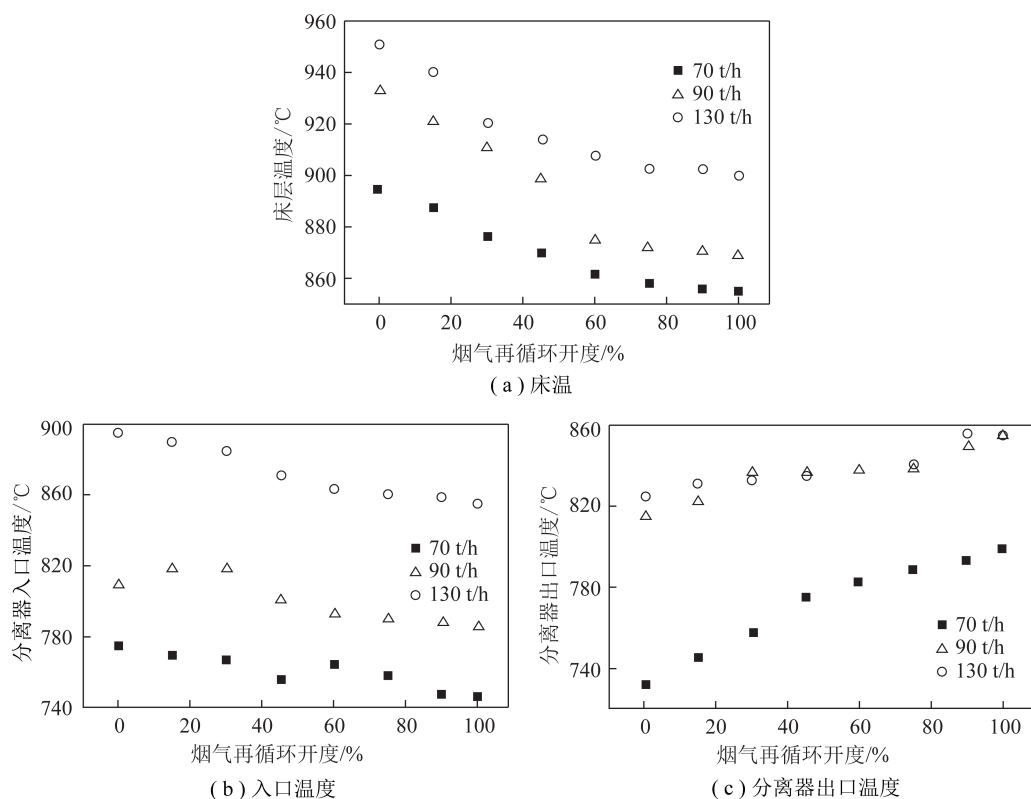 960
940
920
900
880
860
床层温度/℃
■ 70 t/h
△ 90 t/h
○ 130 t/h
0 20 40 60 80 100
烟气再循环开度/%
( a ) 床温
900
860
820
780
740
分离器入口温度/℃
■ 70 t/h
△ 90 t/h
○ 130 t/h
0 20 40 60 80 100
烟气再循环开度/%
( b ) 入口温度
860
820
780
740
分离器出口温度/℃
■ 70 t/h
△ 90 t/h
○ 130 t/h
0 20 40 60 80 100
烟气再循环开度/%
( c ) 分离器出口温度